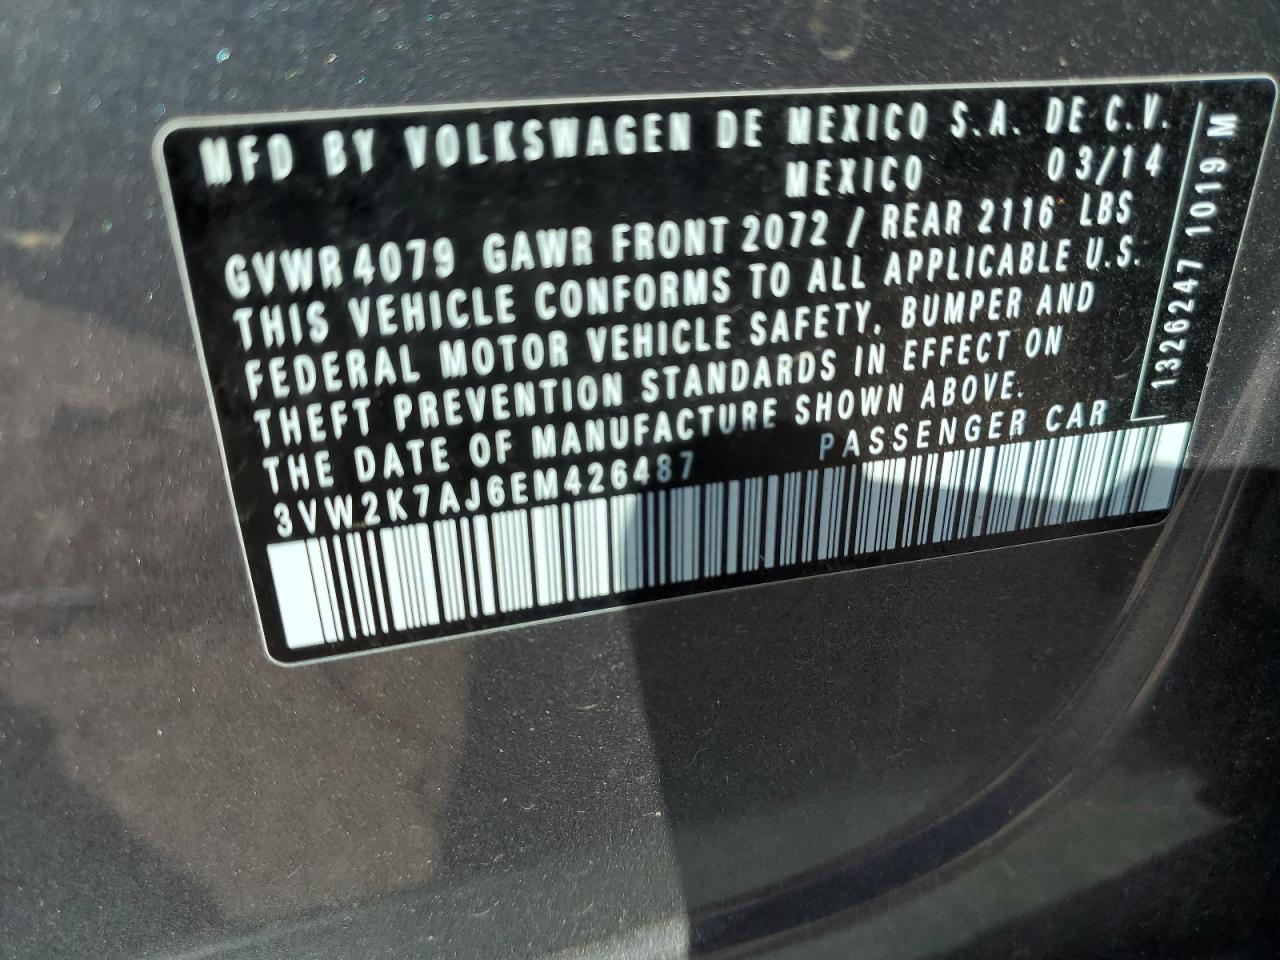 MFD BY VOLKSWAGEN DE MEXICO S.A. DE C.V.
MEXICO 03/14
GVWR 4079 GAWR FRONT 2072 / REAR 2116 LBS
THIS VEHICLE CONFORMS TO ALL APPLICABLE U.S.
FEDERAL MOTOR VEHICLE SAFETY, BUMPER AND
THEFT PREVENTION STANDARDS IN EFFECT ON
THE DATE OF MANUFACTURE SHOWN ABOVE.
3VW2K7AJ6EM426487 PASSENGER CAR
1326247 1019 M